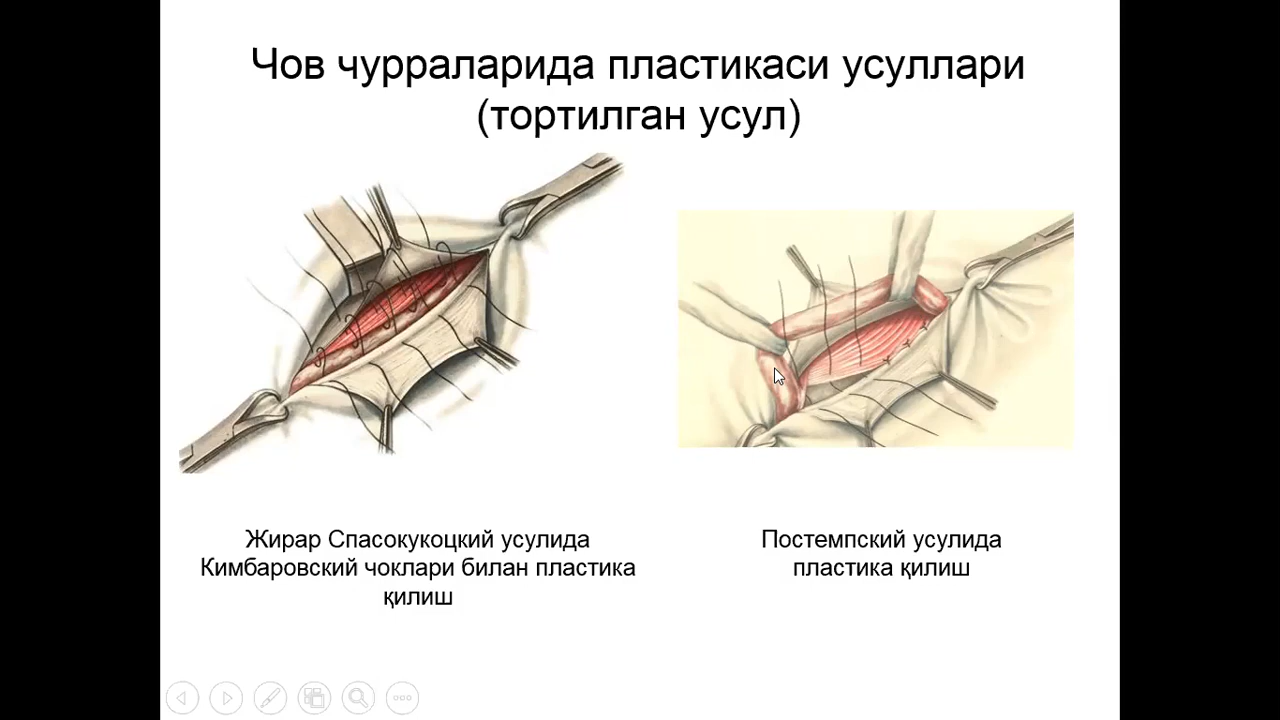 Чов чурраларида пластикаси усуллари
(тортилган усул)
Жирар Спасокукоцкий усулида
Кимбаровский чоклари билан пластика
қилиш
Постемпский усулида
пластика қилиш